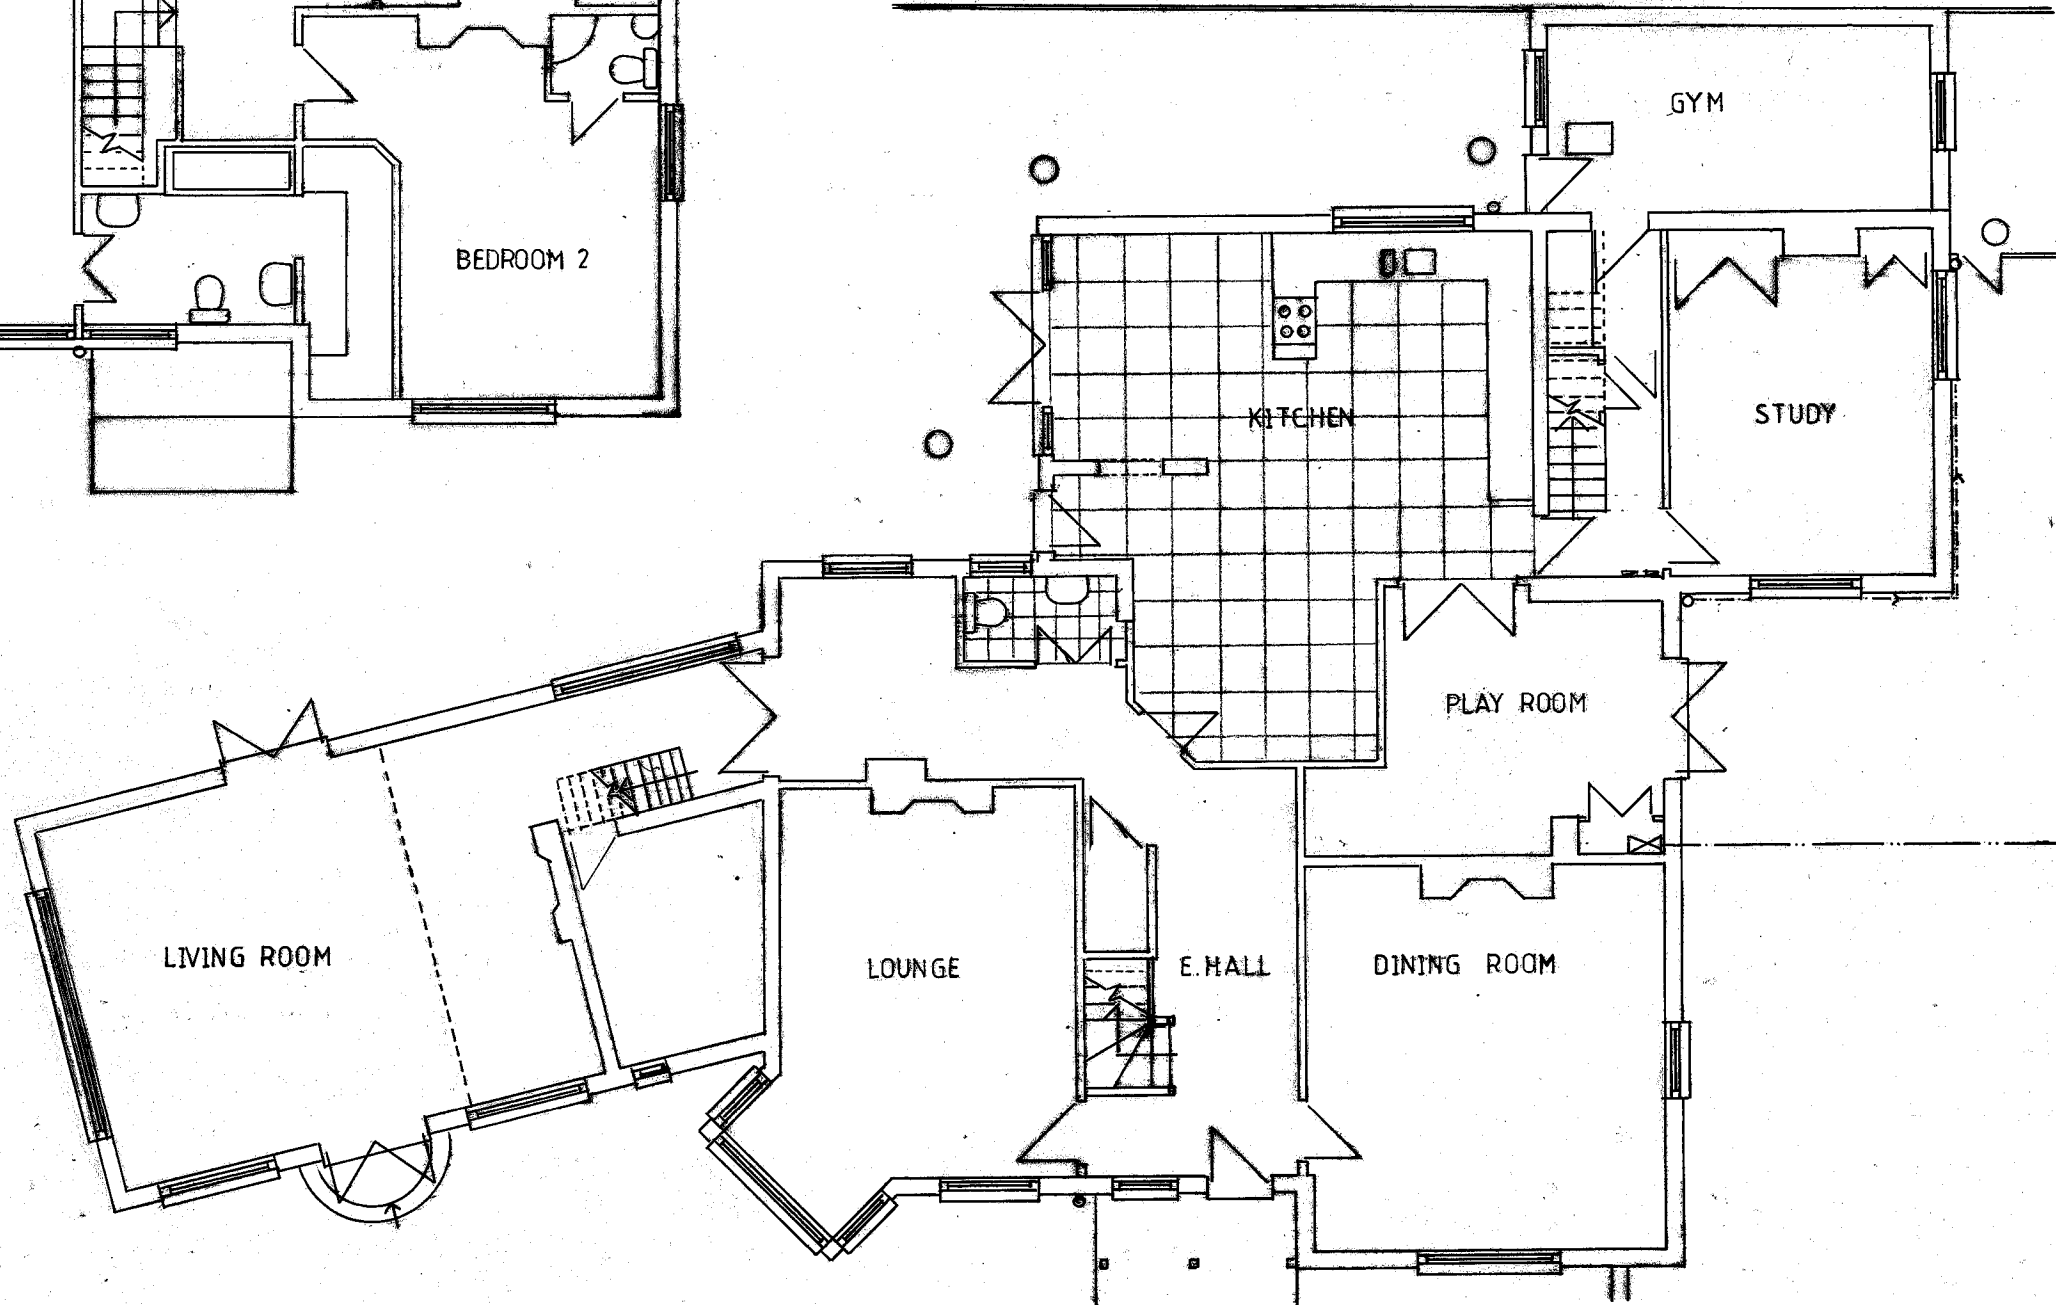 GYM
BEDROOM 2
KITCHEN
STUDY
PLAY ROOM
LIVING ROOM
LOUNGE
E. HALL
DINING ROOM